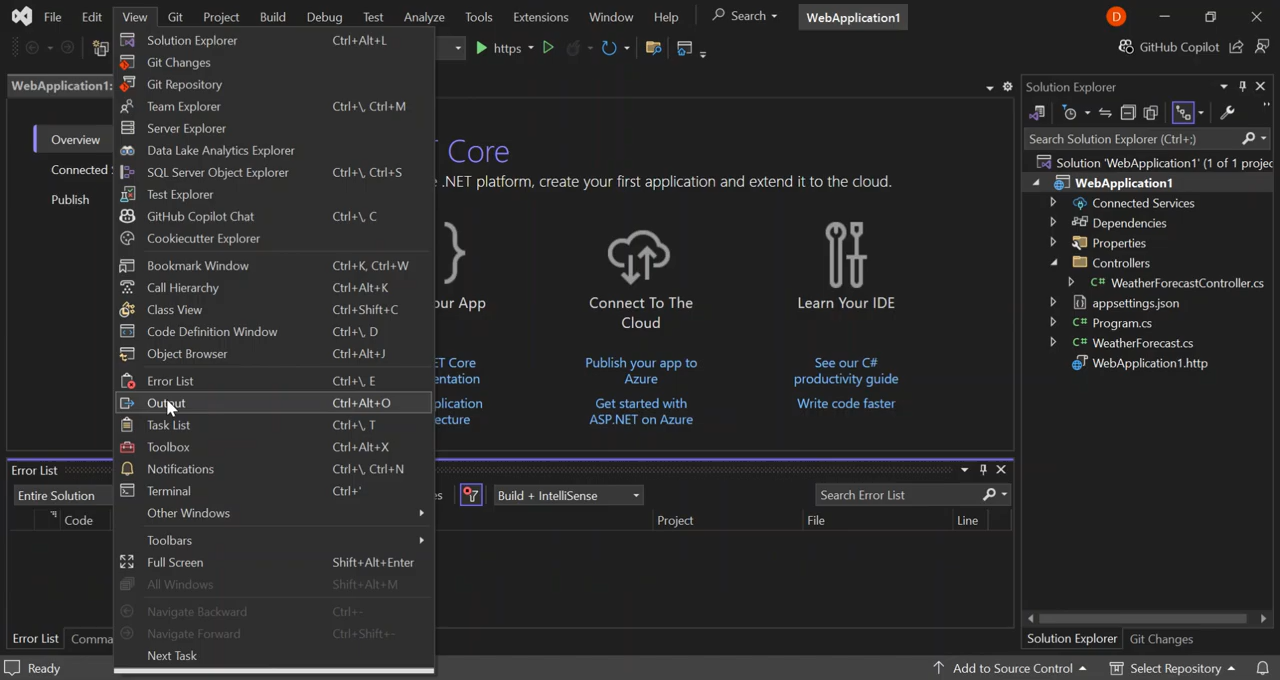 File Edit View Git Project Build Debug Test Analyze Tools Extensions Window Help Search WebApplication1 D
https GitHub Copilot
Solution Explorer Ctrl+Alt+L
Git Changes
Git Repository
Team Explorer Ctrl+\, Ctrl+M
Server Explorer
Data Lake Analytics Explorer
SQL Server Object Explorer Ctrl+\, Ctrl+S
Test Explorer
GitHub Copilot Chat Ctrl+\, C
Cookiecutter Explorer
Bookmark Window Ctrl+K, Ctrl+W
Call Hierarchy Ctrl+Alt+K
Class View Ctrl+Shift+C
Code Definition Window Ctrl+\, D
Object Browser Ctrl+Alt+J
Error List Ctrl+\, E
Output Ctrl+Alt+O
Task List Ctrl+\, T
Toolbox Ctrl+Alt+X
Notifications Ctrl+\, Ctrl+N
Terminal Ctrl+'
Other Windows
Toolbars
Full Screen Shift+Alt+Enter
All Windows Shift+Alt+M
Navigate Backward Ctrl+-
Navigate Forward Ctrl+Shift+-
Next Task
WebApplication1:
Overview
Connected
Publish
Core
.NET platform, create your first application and extend it to the cloud.
App
Connect To The
Cloud
Learn Your IDE
Core
Publish your app to
Azure
Get started with
ASP.NET on Azure
See our C#
productivity guide
Write code faster
Error List
Entire Solution Build + IntelliSense Search Error List
Code Project File Line
Error List
Solution Explorer
Search Solution Explorer (Ctrl+;)
Solution 'WebApplication1' (1 of 1
WebApplication1
Connected Services
Dependencies
Properties
Controllers
C# WeatherForecastController.cs
appsettings.json
C# Program.cs
C# WeatherForecast.cs
WebApplication1.http
Solution Explorer Git Changes
Ready Add to Source Control Select Repository